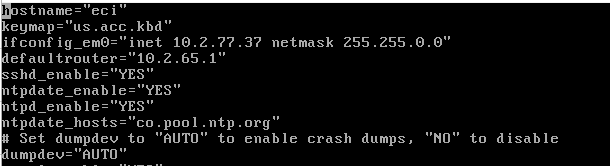 hostname="eci"
keymap="us.acc.kbd"
ifconfig_em0="inet 10.2.77.37 netmask 255.255.0.0"
defaultrouter="10.2.65.1"
sshd_enable="YES"
ntpdate_enable="YES"
ntpd_enable="YES"
ntpdate_hosts="co.pool.ntp.org"
# Set dumpdev to "AUTO" to enable crash dumps, "NO" to disable
dumpdev="AUTO"